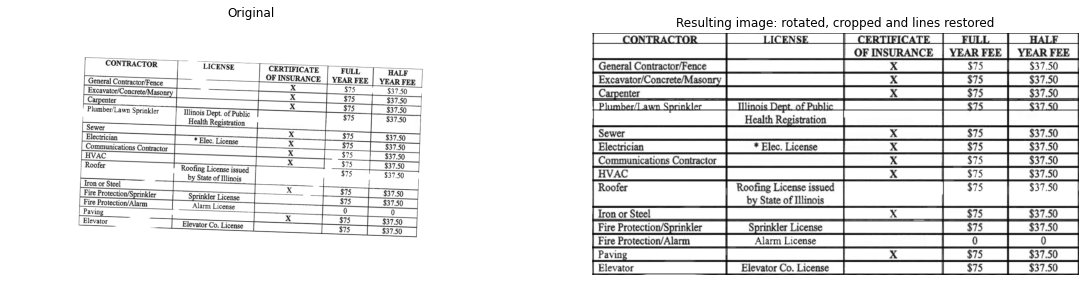 Original
CONTRACTOR LICENSE CERTIFICATE FULL HALF
OF INSURANCE YEAR FEE YEAR FEE
General Contractor/Fence X $75 $37.50
Excavator/Concrete/Masonry X $75 $37.50
Carpenter X $75 $37.50
Plumber/Lawn Sprinkler Illinois Dept. of Public $75 $37.50
Health Registration
Sewer X $75 $37.50
Electrician * Elec. License X $75 $37.50
Communications Contractor X $75 $37.50
HVAC X $75 $37.50
Roofer Roofing License issued $75 $37.50
by State of Illinois
Iron or Steel X $75 $37.50
Fire Protection/Sprinkler Sprinkler License $75 $37.50
Fire Protection/Alarm Alarm License 0 0
Paving X $75 $37.50
Elevator Elevator Co. License $75 $37.50
Resulting image: rotated, cropped and lines restored
CONTRACTOR LICENSE CERTIFICATE FULL HALF
OF INSURANCE YEAR FEE YEAR FEE
General Contractor/Fence X $75 $37.50
Excavator/Concrete/Masonry X $75 $37.50
Carpenter X $75 $37.50
Plumber/Lawn Sprinkler Illinois Dept. of Public $75 $37.50
Health Registration
Sewer X $75 $37.50
Electrician * Elec. License X $75 $37.50
Communications Contractor X $75 $37.50
HVAC X $75 $37.50
Roofer Roofing License issued $75 $37.50
by State of Illinois
Iron or Steel X $75 $37.50
Fire Protection/Sprinkler Sprinkler License $75 $37.50
Fire Protection/Alarm Alarm License 0 0
Paving X $75 $37.50
Elevator Elevator Co. License $75 $37.50